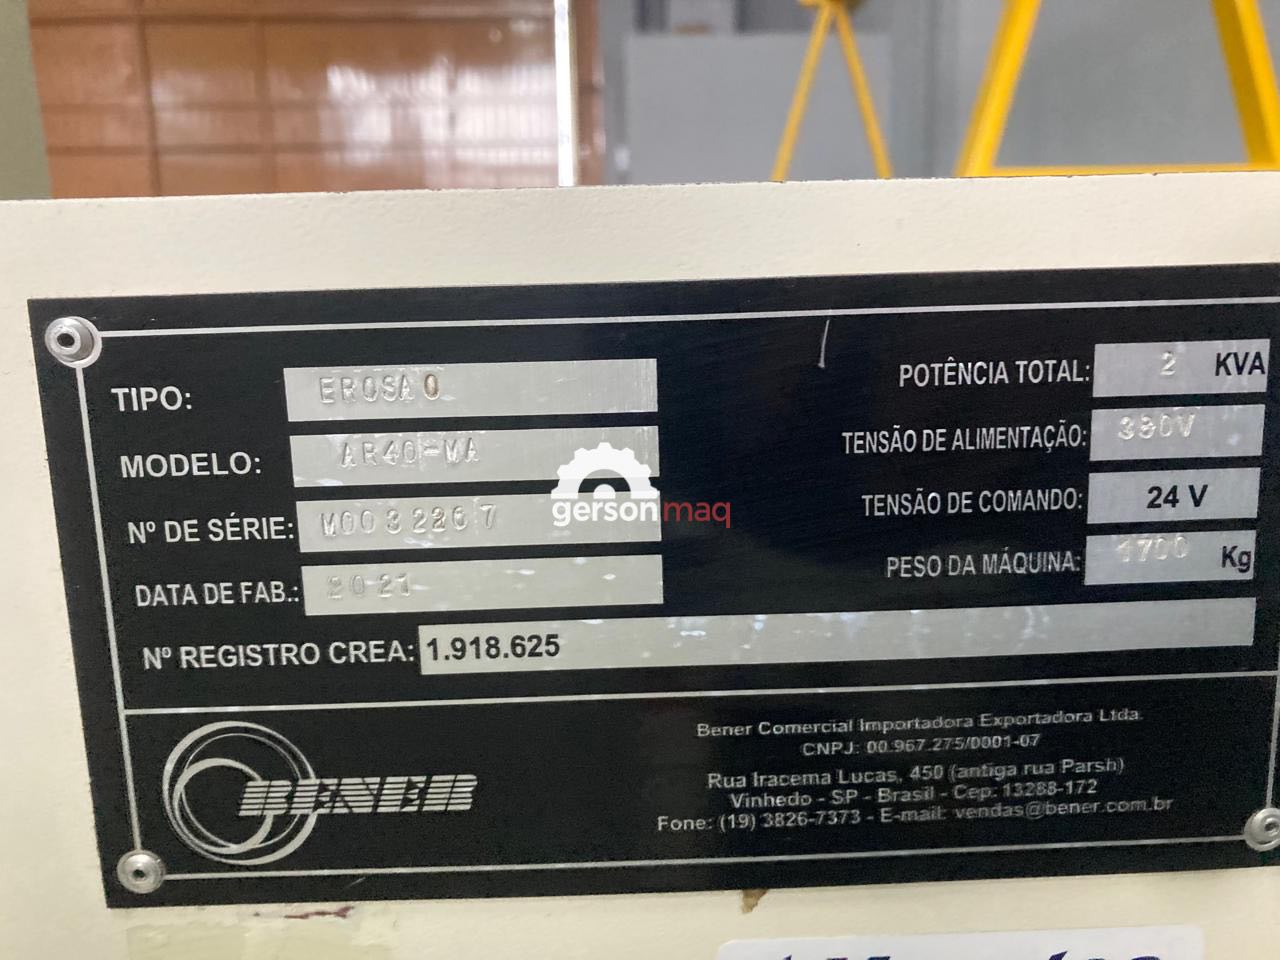 TIPO: EROSAO
MODELO: AR40-MA
Nº DE SÉRIE: M0032267
DATA DE FAB.: 2021
Nº REGISTRO CREA: 1.918.625
POTÊNCIA TOTAL: 2 KVA
TENSÃO DE ALIMENTAÇÃO: 380V
TENSÃO DE COMANDO: 24 V
PESO DA MÁQUINA: 1700 Kg
gersonmaq
BENER
Bener Comercial Importadora Exportadora Ltda.
CNPJ: 00.967.275/0001-07
Rua Iracema Lucas, 450 (antiga rua Parsh)
Vinhedo - SP - Brasil - Cep: 13288-172
Fone: (19) 3826-7373 - E-mail: vendas@bener.com.br